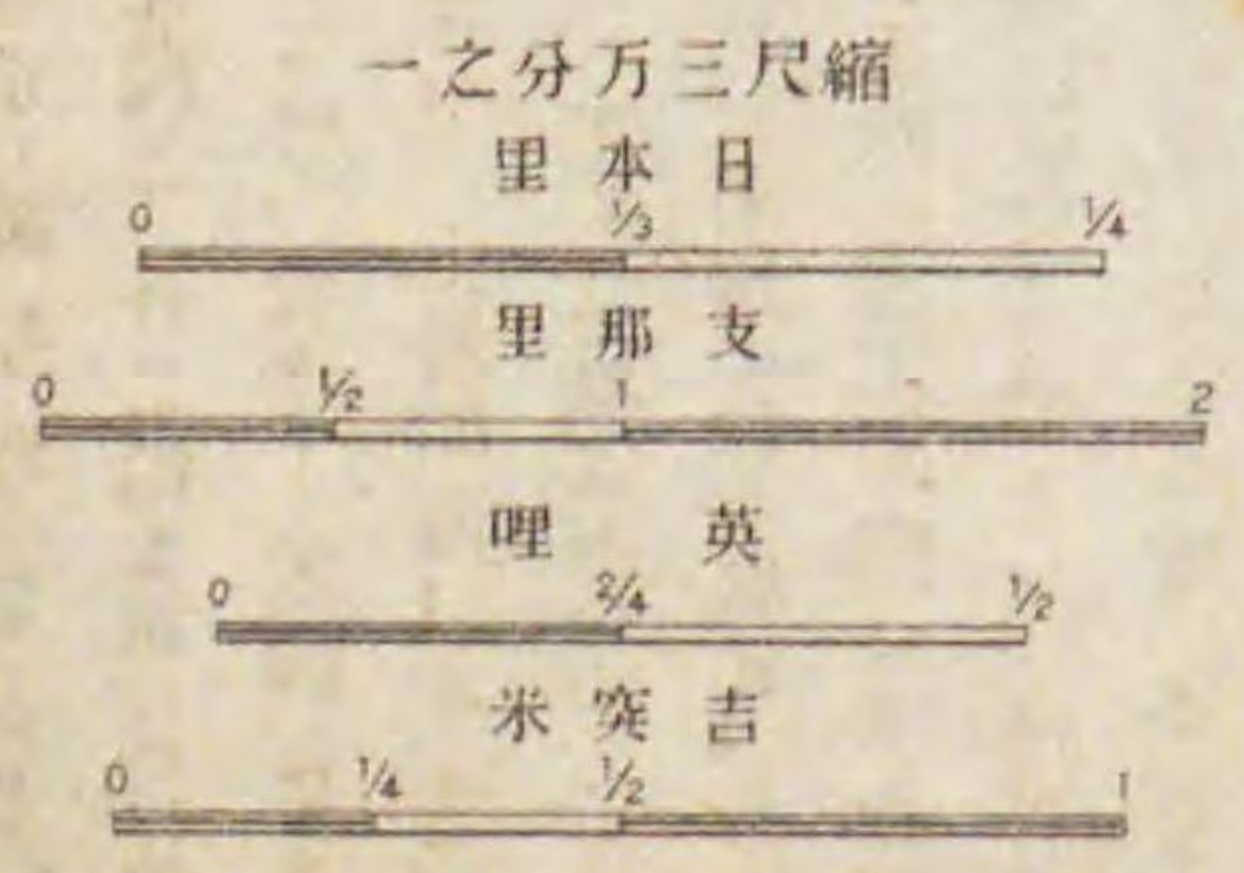 縮尺三万分之一
日本里
0 1/3 1/4
支那里
0 1/2 1 2
英哩
0 2/4 1/2
吉突米
0 1/4 1/2 1